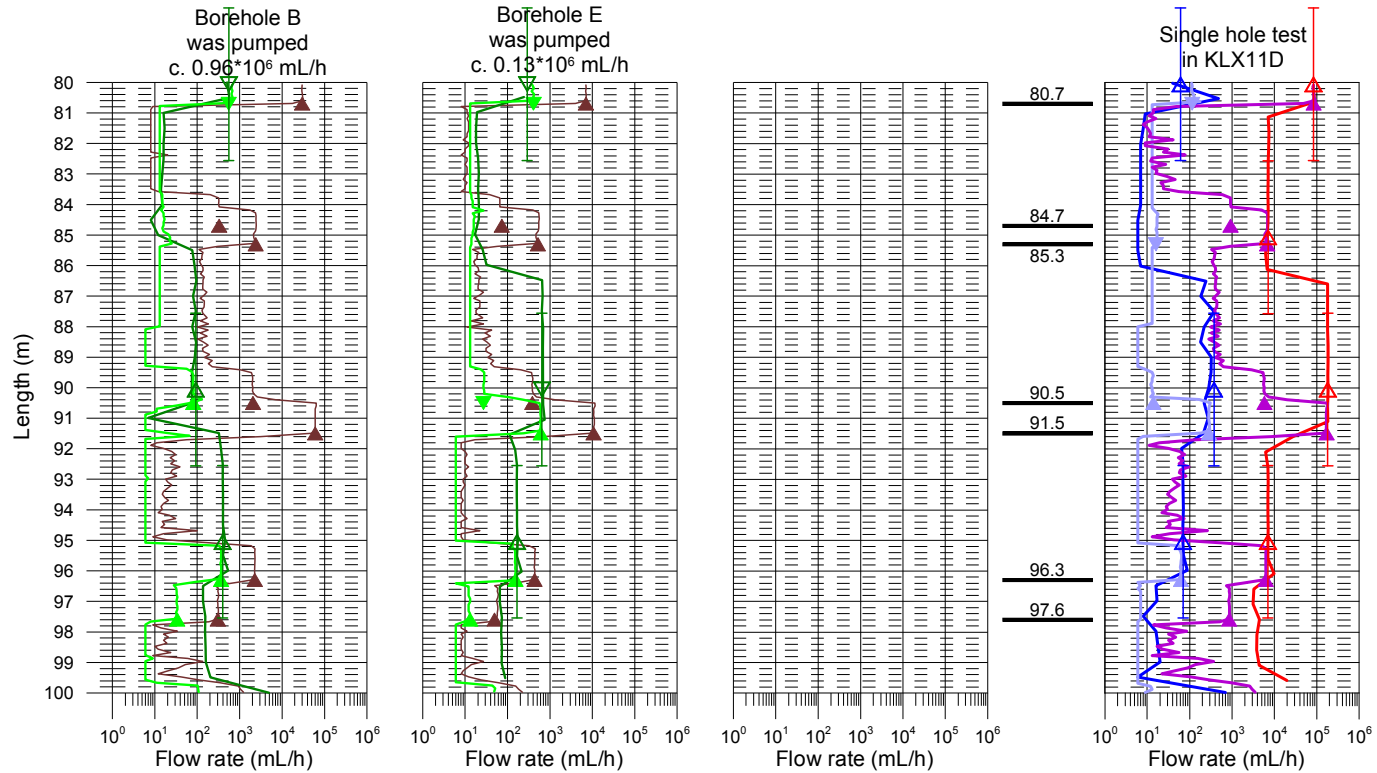 Borehole B
was pumped
c. 0.96*10⁶ mL/h
Borehole E
was pumped
c. 0.13*10⁶ mL/h
Single hole test
in KLX11D
Length (m)
80
81
82
83
84
85
86
87
88
89
90
91
92
93
94
95
96
97
98
99
100
80.7
84.7
85.3
90.5
91.5
96.3
97.6
10⁰ 10¹ 10² 10³ 10⁴ 10⁵ 10⁶
Flow rate (mL/h)
10⁰ 10¹ 10² 10³ 10⁴ 10⁵ 10⁶
Flow rate (mL/h)
10⁰ 10¹ 10² 10³ 10⁴ 10⁵ 10⁶
Flow rate (mL/h)
10⁰ 10¹ 10² 10³ 10⁴ 10⁵ 10⁶
Flow rate (mL/h)